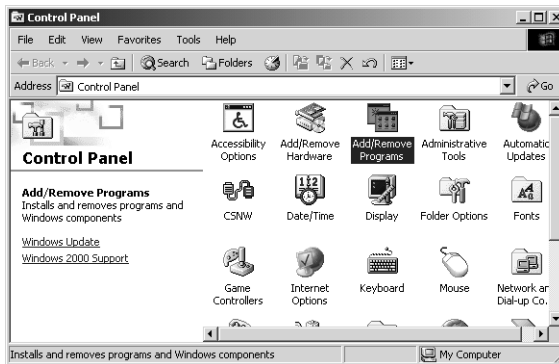 Control Panel
File Edit View Favorites Tools Help
Back Search Folders
Address Control Panel Go
Control Panel
Add/Remove Programs
Installs and removes programs and
Windows components
Windows Update
Windows 2000 Support
Accessibility Options
Add/Remove Hardware
Add/Remove Programs
Administrative Tools
Automatic Updates
CSNW
Date/Time
Display
Folder Options
Fonts
Game Controllers
Internet Options
Keyboard
Mouse
Network an
Dial-up Co.
Installs and removes programs and Windows components My Computer